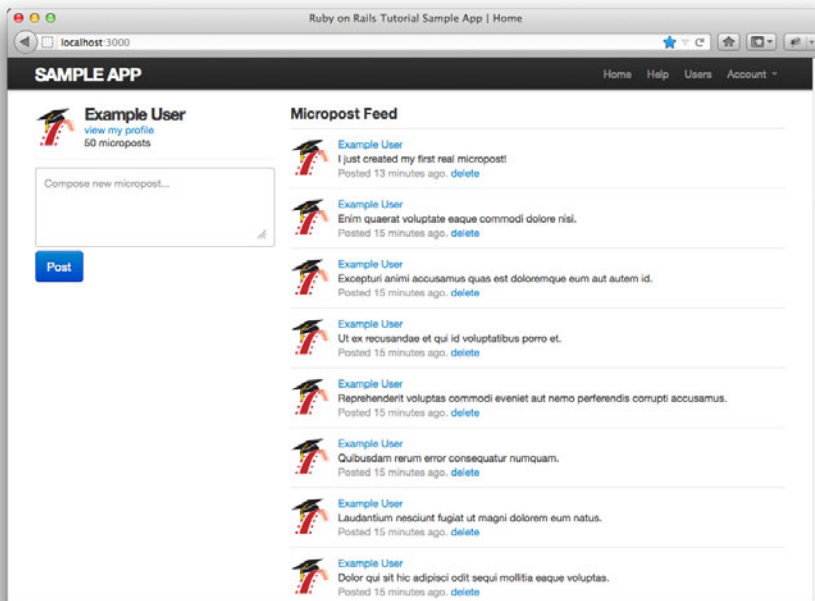 Ruby on Rails Tutorial Sample App | Home
localhost:3000
SAMPLE APP
Home Help Users Account
Example User
view my profile
50 microposts
Compose new micropost...
Post
Micropost Feed
Example User
I just created my first real micropost!
Posted 13 minutes ago. delete
Example User
Enim quaerat voluptate eaque commodi dolore nisi.
Posted 15 minutes ago. delete
Example User
Excepturi animi accusamus quas est doloremque eum aut autem id.
Posted 15 minutes ago. delete
Example User
Ut ex recusandae et qui id voluptatibus porro et.
Posted 15 minutes ago. delete
Example User
Reprehenderit voluptas commodi eveniet aut nemo perferendis corrupti accusamus.
Posted 15 minutes ago. delete
Example User
Quibusdam rerum error consequatur numquam.
Posted 15 minutes ago. delete
Example User
Laudantium nesciunt fugiat ut magni dolorem eum natus.
Posted 15 minutes ago. delete
Example User
Dolor qui sit hic adipisci odit sequi mollitia eaque voluptas.
Posted 15 minutes ago. delete